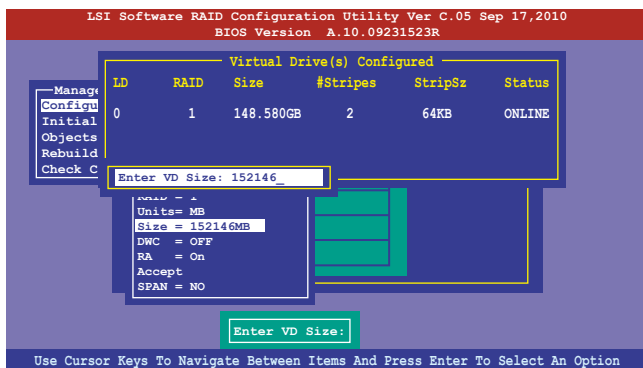 LSI Software RAID Configuration Utility Ver C.05 Sep 17,2010
BIOS Version A.10.09231523R
Virtual Drive(s) Configured
LD RAID Size #Stripes StripSz Status
0 1 148.580GB 2 64KB ONLINE
Manage
Configu
Initial
Objects
Rebuild
Check C
Enter VD Size: 152146_
RAID = 1
Units= MB
Size = 152146MB
DWC = OFF
RA = On
Accept
SPAN = NO
Enter VD Size:
Use Cursor Keys To Navigate Between Items And Press Enter To Select An Option